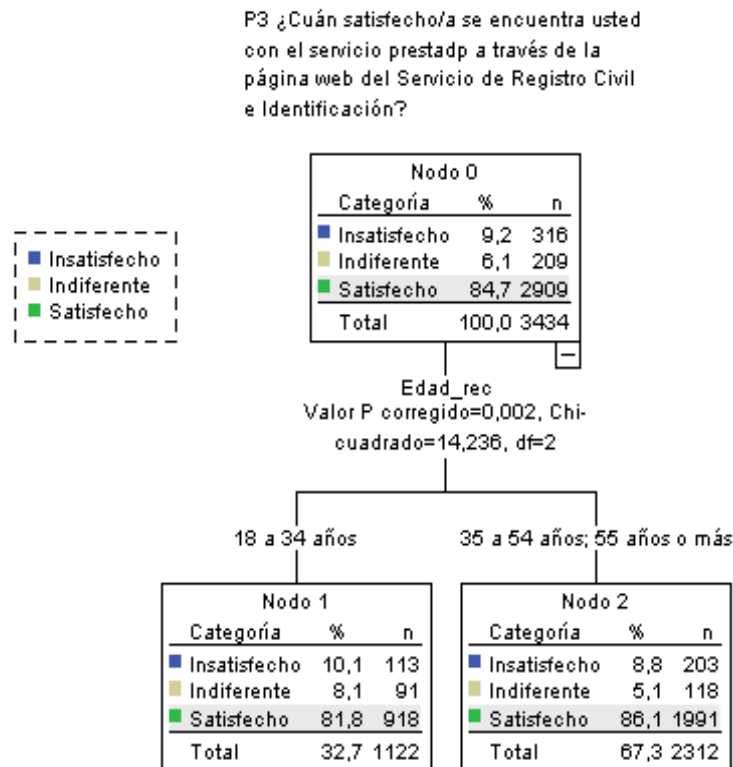 P3 ¿Cuán satisfecho/a se encuentra usted
con el servicio prestadp a través de la
página web del Servicio de Registro Civil
e Identificación?
Nodo 0
Categoría % n
Insatisfecho 9,2 316
Indiferente 6,1 209
Satisfecho 84,7 2909
Total 100,0 3434
Insatisfecho
Indiferente
Satisfecho
Edad_rec
Valor P corregido=0,002, Chi-
cuadrado=14,236, df=2
18 a 34 años
35 a 54 años; 55 años o más
Nodo 1
Categoría % n
Insatisfecho 10,1 113
Indiferente 8,1 91
Satisfecho 81,8 918
Total 32,7 1122
Nodo 2
Categoría % n
Insatisfecho 8,8 203
Indiferente 5,1 118
Satisfecho 86,1 1991
Total 67,3 2312